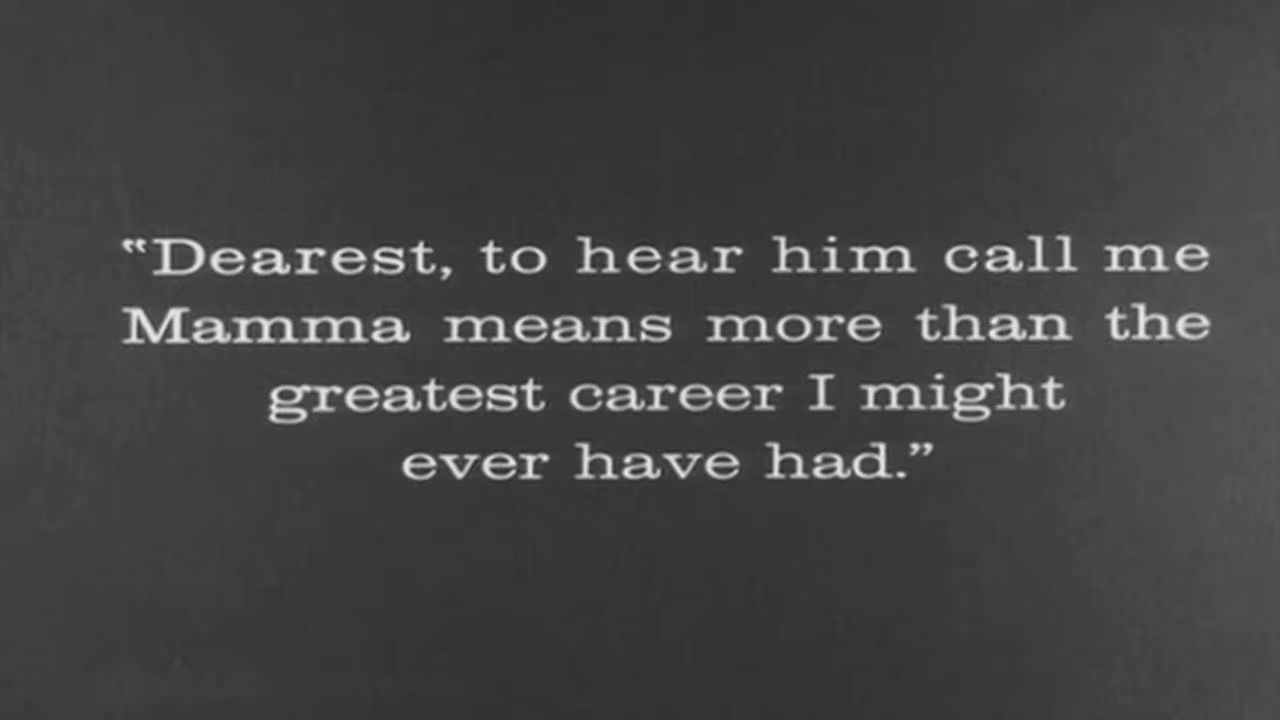 “Dearest, to hear him call me
Mamma means more than the
greatest career I might
ever have had.”